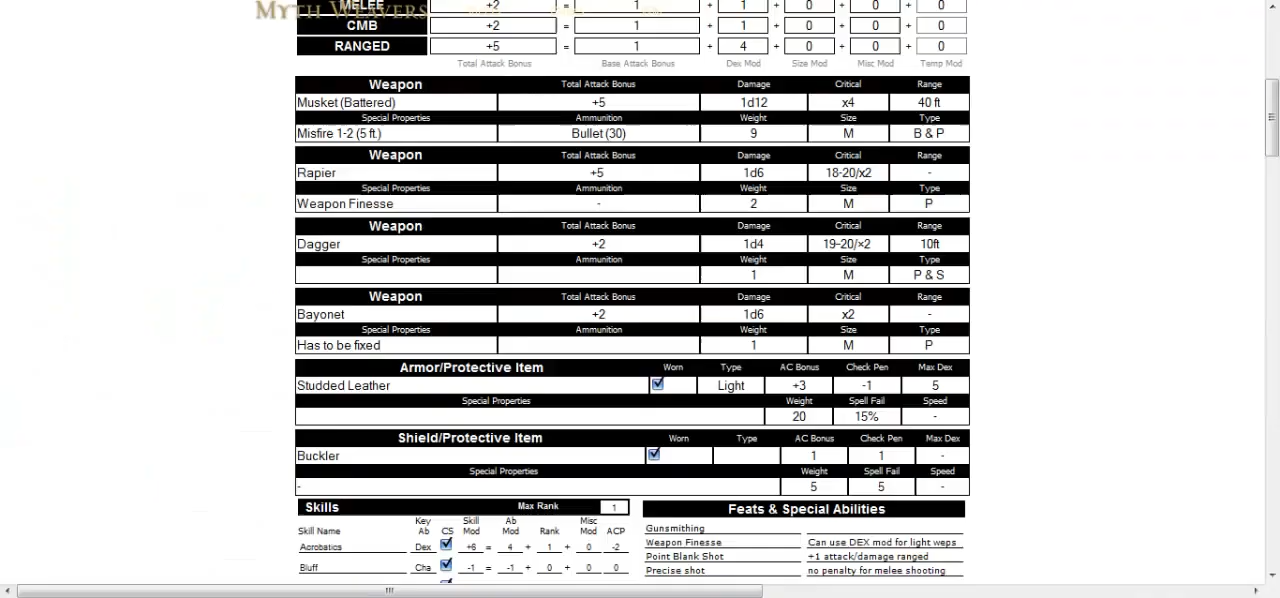 MYTH WEAVERS
MELEE +2 = 1 + 1 + 0 + 0 + 0
CMB +2 = 1 + 1 + 0 + 0 + 0
RANGED +5 = 1 + 4 + 0 + 0 + 0
Total Attack Bonus Base Attack Bonus Dex Mod Size Mod Misc Mod Temp Mod
Weapon Total Attack Bonus Damage Critical Range
Musket (Battered) +5 1d12 x4 40 ft
Special Properties Ammunition Weight Size Type
Misfire 1-2 (5 ft.) Bullet (30) 9 M B & P
Weapon Total Attack Bonus Damage Critical Range
Rapier +5 1d6 18-20/x2 -
Special Properties Ammunition Weight Size Type
Weapon Finesse - 2 M P
Weapon Total Attack Bonus Damage Critical Range
Dagger +2 1d4 19–20/×2 10ft
Special Properties Ammunition Weight Size Type
1 M P & S
Weapon Total Attack Bonus Damage Critical Range
Bayonet +2 1d6 x2 -
Special Properties Ammunition Weight Size Type
Has to be fixed 1 M P
Armor/Protective Item Worn Type AC Bonus Check Pen Max Dex
Studded Leather Light +3 -1 5
Special Properties Weight Spell Fail Speed
20 15% -
Shield/Protective Item Worn Type AC Bonus Check Pen Max Dex
Buckler 1 1 -
Special Properties Weight Spell Fail Speed
- 5 5 -
Skills Max Rank 1 Feats & Special Abilities
Skill Name Key Ab CS Skill Mod Ab Mod Rank Misc Mod ACP
Acrobatics Dex +6 = 4 + 1 + 0 -2
Bluff Cha -1 = -1 + 0 + 0 0
Gunsmithing
Weapon Finesse Can use DEX mod for light weps
Point Blank Shot +1 attack/damage ranged
Precise shot no penalty for melee shooting